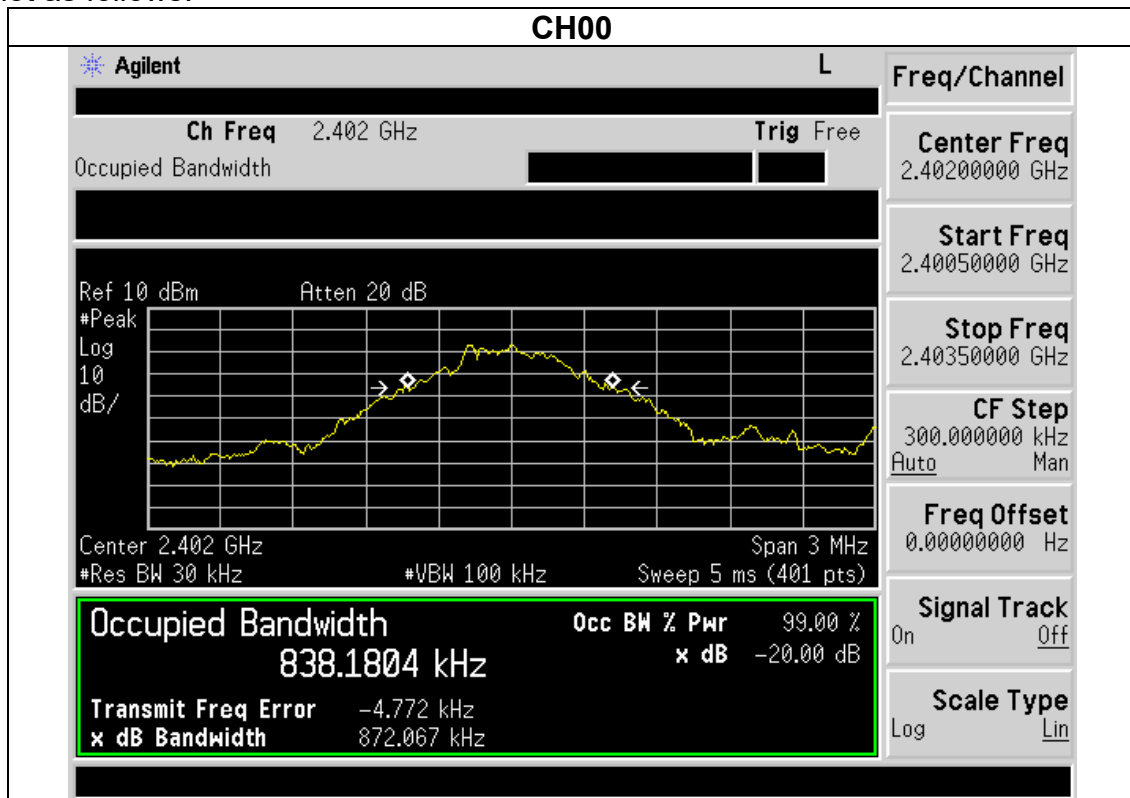 CH00
Agilent L
Ch Freq 2.402 GHz Trig Free
Occupied Bandwidth
Ref 10 dBm Atten 20 dB
#Peak
Log
10
dB/
Center 2.402 GHz Span 3 MHz
#Res BW 30 kHz #VBW 100 kHz Sweep 5 ms (401 pts)
Occupied Bandwidth Occ BW % Pwr 99.00 %
838.1804 kHz x dB -20.00 dB
Transmit Freq Error -4.772 kHz
x dB Bandwidth 872.067 kHz
Freq/Channel
Center Freq
2.40200000 GHz
Start Freq
2.40050000 GHz
Stop Freq
2.40350000 GHz
CF Step
300.000000 kHz
Auto Man
Freq Offset
0.00000000 Hz
Signal Track
On Off
Scale Type
Log Lin